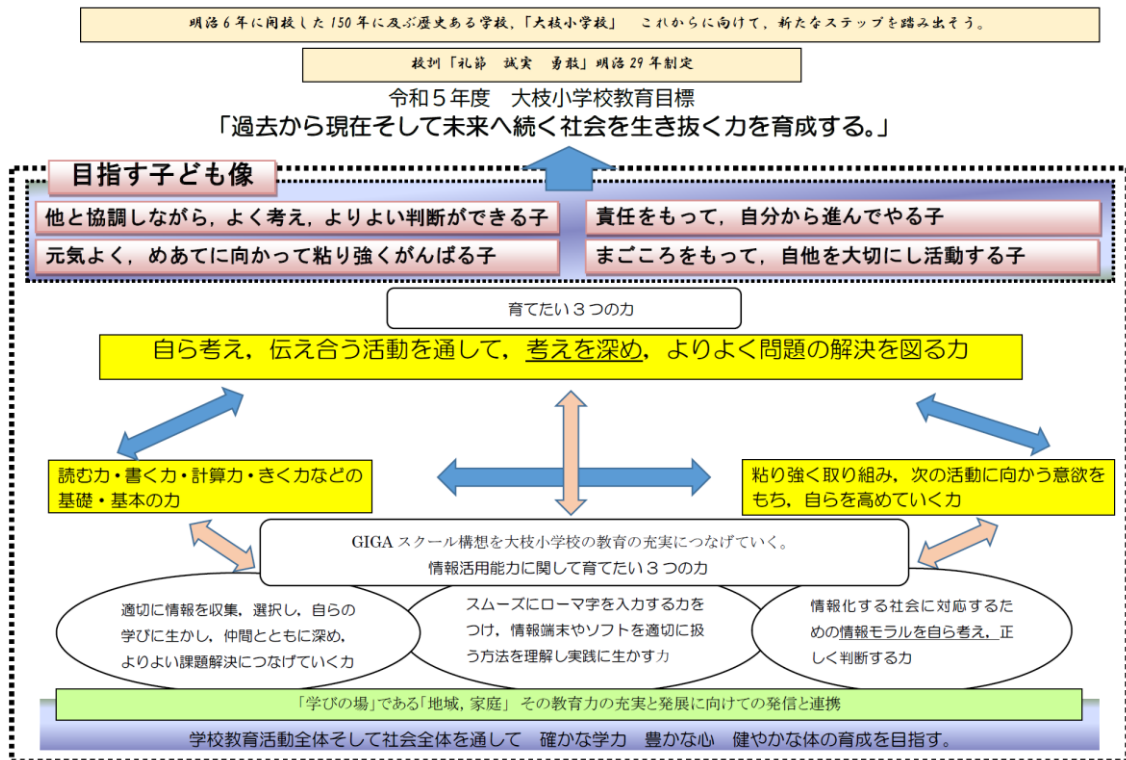 明治6年に開校した150年に及ぶ歴史ある学校,「大枝小学校」　これからに向けて，新たなステップを踏み出そう。
校訓「礼節　誠実　勇敢」明治29年制定
令和５年度　大枝小学校教育目標
「過去から現在そして未来へ続く社会を生き抜く力を育成する。」
目指す子ども像
他と協調しながら，よく考え，よりよい判断ができる子
責任をもって，自分から進んでやる子
元気よく，めあてに向かって粘り強くがんばる子
まごころをもって，自他を大切にし活動する子
育てたい３つの力
自ら考え，伝え合う活動を通して，考えを深め，よりよく問題の解決を図る力
読む力・書く力・計算力・きく力などの
基礎・基本の力
粘り強く取り組み，次の活動に向かう意欲を
もち，自らを高めていく力
GIGAスクール構想を大枝小学校の教育の充実につなげていく。
情報活用能力に関して育てたい３つの力
適切に情報を収集，選択し，自らの
学びに生かし，仲間とともに深め，
よりよい課題解決につなげていく力
スムーズにローマ字を入力する力を
つけ，情報端末やソフトを適切に扱
う方法を理解し実践に生かす力
情報化する社会に対応するた
めの情報モラルを自ら考え，正
しく判断する力
「学びの場」である「地域，家庭」 その教育力の充実と発展に向けての発信と連携
学校教育活動全体そして社会全体を通して　確かな学力　豊かな心　健やかな体の育成を目指す。